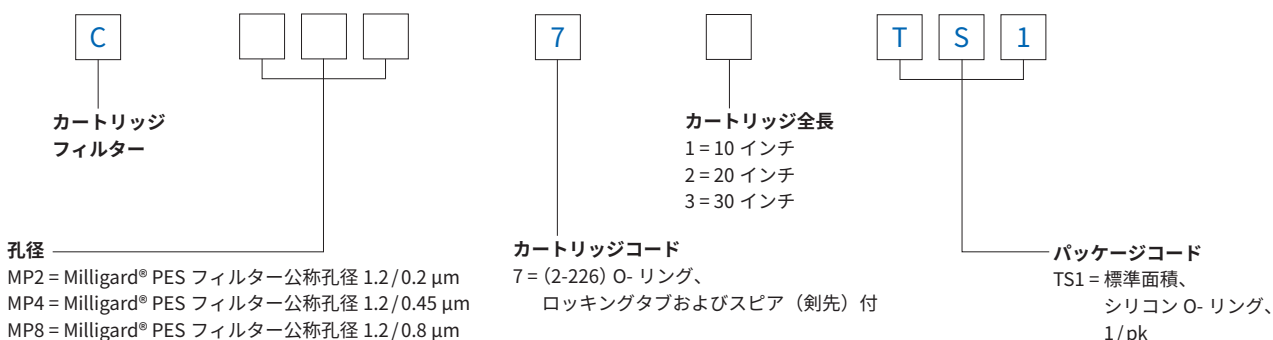 C 7 T S 1
カートリッジ
フィルター
カートリッジ全長
1 = 10 インチ
2 = 20 インチ
3 = 30 インチ
孔径
MP2 = Milligard® PES フィルター公称孔径 1.2/0.2 µm
MP4 = Milligard® PES フィルター公称孔径 1.2/0.45 µm
MP8 = Milligard® PES フィルター公称孔径 1.2/0.8 µm
カートリッジコード
7 =（2-226）O- リング、
ロッキングタブおよびスピア（剣先）付
パッケージコード
TS1 = 標準面積、
シリコン O- リング、
1/pk